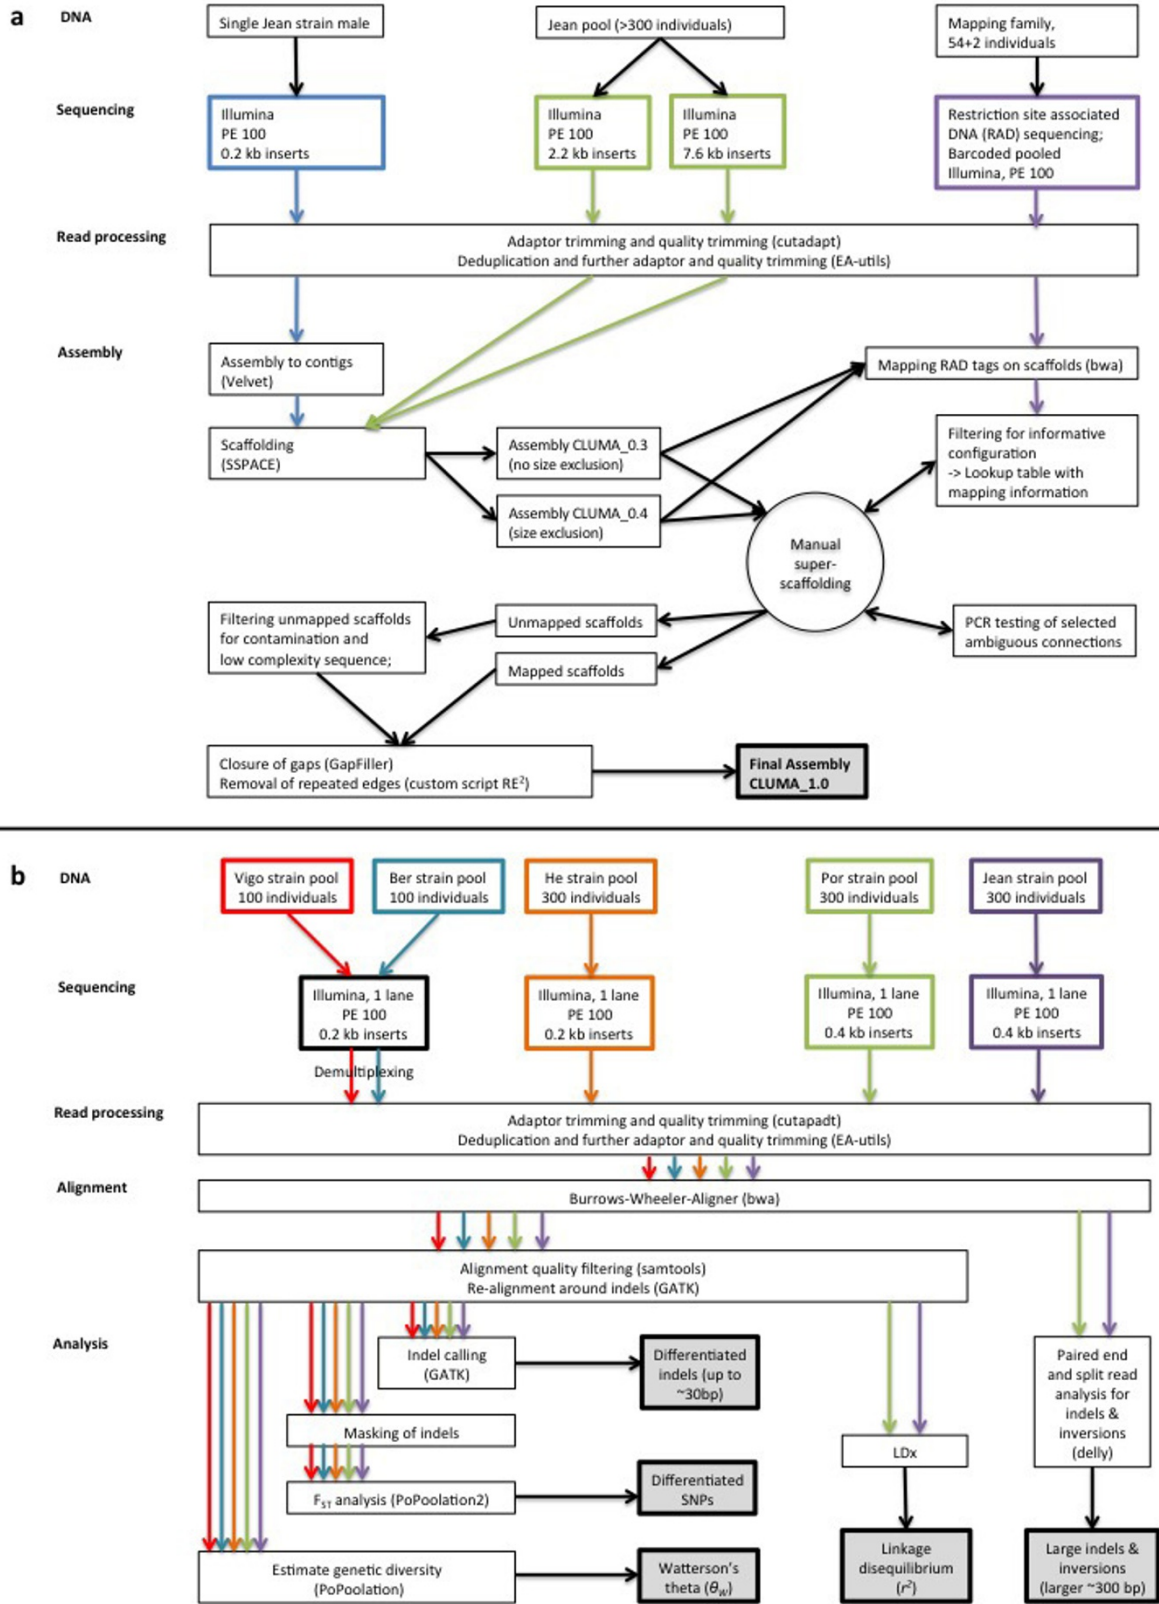 a
DNA
Single Jean strain male
Jean pool (>300 individuals)
Mapping family,
54+2 individuals
Sequencing
Illumina
PE 100
0.2 kb inserts
Illumina
PE 100
2.2 kb inserts
Illumina
PE 100
7.6 kb inserts
Restriction site associated
DNA (RAD) sequencing;
Barcoded pooled
Illumina, PE 100
Read processing
Adaptor trimming and quality trimming (cutadapt)
Deduplication and further adaptor and quality trimming (EA-utils)
Assembly
Assembly to contigs
(Velvet)
Mapping RAD tags on scaffolds (bwa)
Scaffolding
(SSPACE)
Assembly CLUMA_0.3
(no size exclusion)
Filtering for informative
configuration
-> Lookup table with
mapping information
Assembly CLUMA_0.4
(size exclusion)
Manual
super-
scaffolding
Filtering unmapped scaffolds
for contamination and
low complexity sequence;
Unmapped scaffolds
PCR testing of selected
ambiguous connections
Mapped scaffolds
Closure of gaps (GapFiller)
Removal of repeated edges (custom script RE²)
Final Assembly
CLUMA_1.0
b
DNA
Vigo strain pool
100 individuals
Ber strain pool
100 individuals
He strain pool
300 individuals
Por strain pool
300 individuals
Jean strain pool
300 individuals
Sequencing
Illumina, 1 lane
PE 100
0.2 kb inserts
Illumina, 1 lane
PE 100
0.2 kb inserts
Illumina, 1 lane
PE 100
0.4 kb inserts
Illumina, 1 lane
PE 100
0.4 kb inserts
Demultiplexing
Read processing
Adaptor trimming and quality trimming (cutapadt)
Deduplication and further adaptor and quality trimming (EA-utils)
Alignment
Burrows-Wheeler-Aligner (bwa)
Alignment quality filtering (samtools)
Re-alignment around indels (GATK)
Analysis
Indel calling
(GATK)
Differentiated
indels (up to
~30bp)
Paired end
and split read
analysis for
indels &
inversions
(delly)
Masking of indels
LDx
F_ST analysis (PoPoolation2)
Differentiated
SNPs
Estimate genetic diversity
(PoPoolation)
Watterson's
theta (θ_w)
Linkage
disequilibrium
(r²)
Large indels &
inversions
(larger ~300 bp)